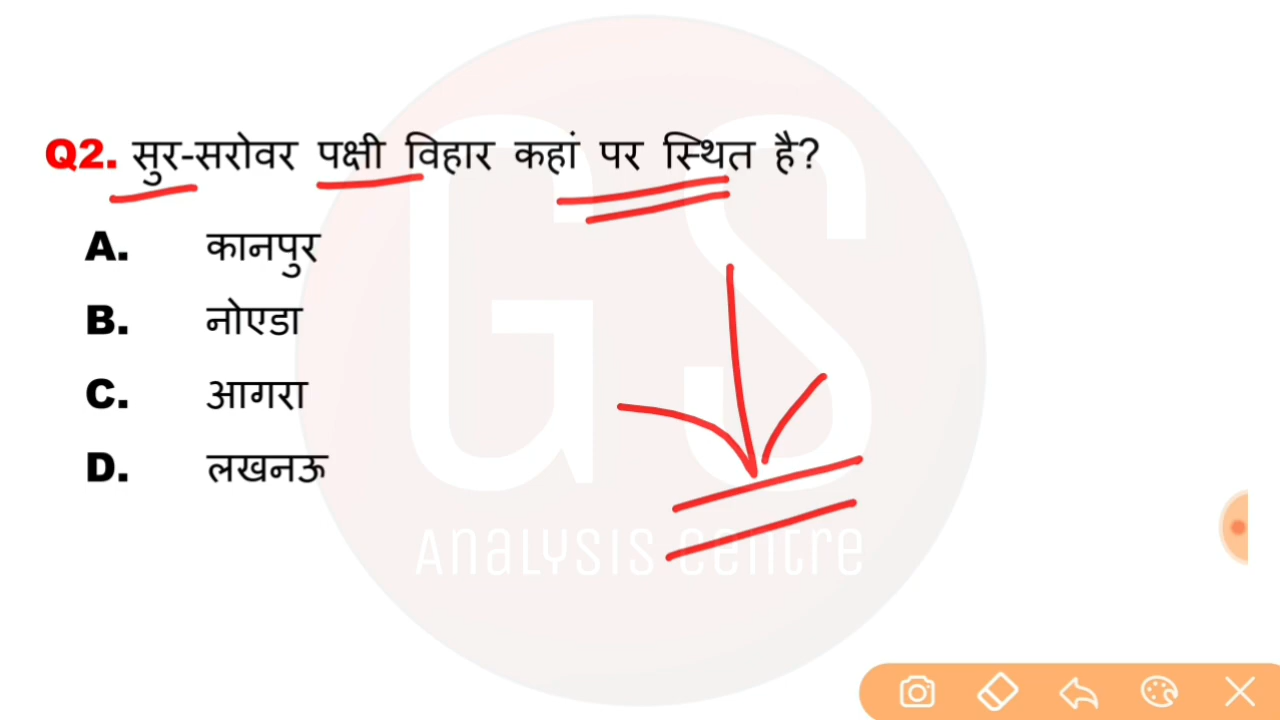 Q2. सुर-सरोवर पक्षी विहार कहां पर स्थित है?
A. कानपुर
B. नोएडा
C. आगरा
D. लखनऊ
GS
Analysis Centre